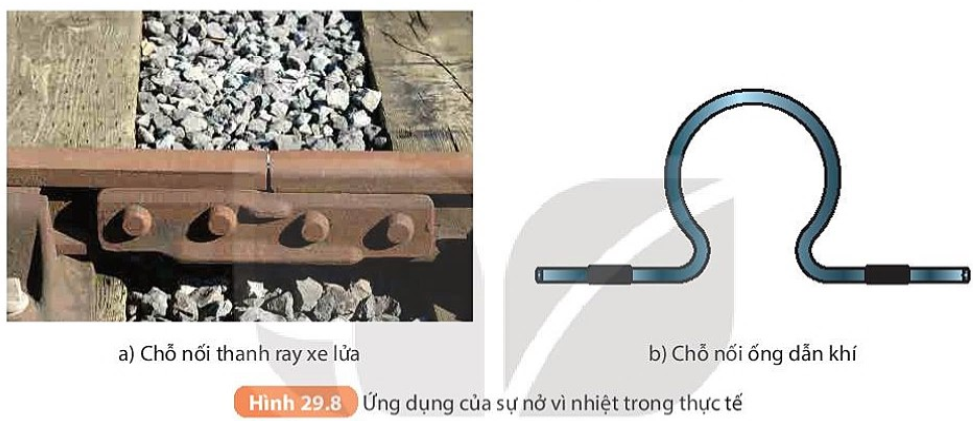 a) Chỗ nối thanh ray xe lửa
b) Chỗ nối ống dẫn khí
Hình 29.8 Ứng dụng của sự nở vì nhiệt trong thực tế